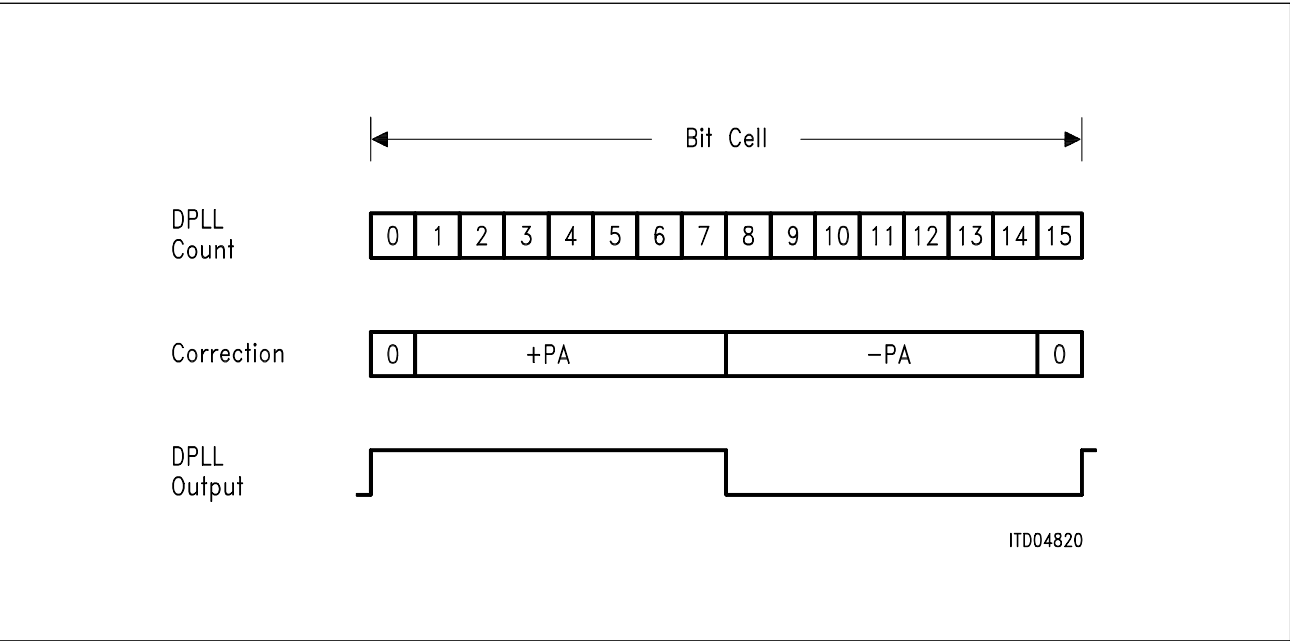 Bit Cell
DPLL
Count
0 1 2 3 4 5 6 7 8 9 10 11 12 13 14 15
Correction
0 +PA -PA 0
DPLL
Output
ITD04820